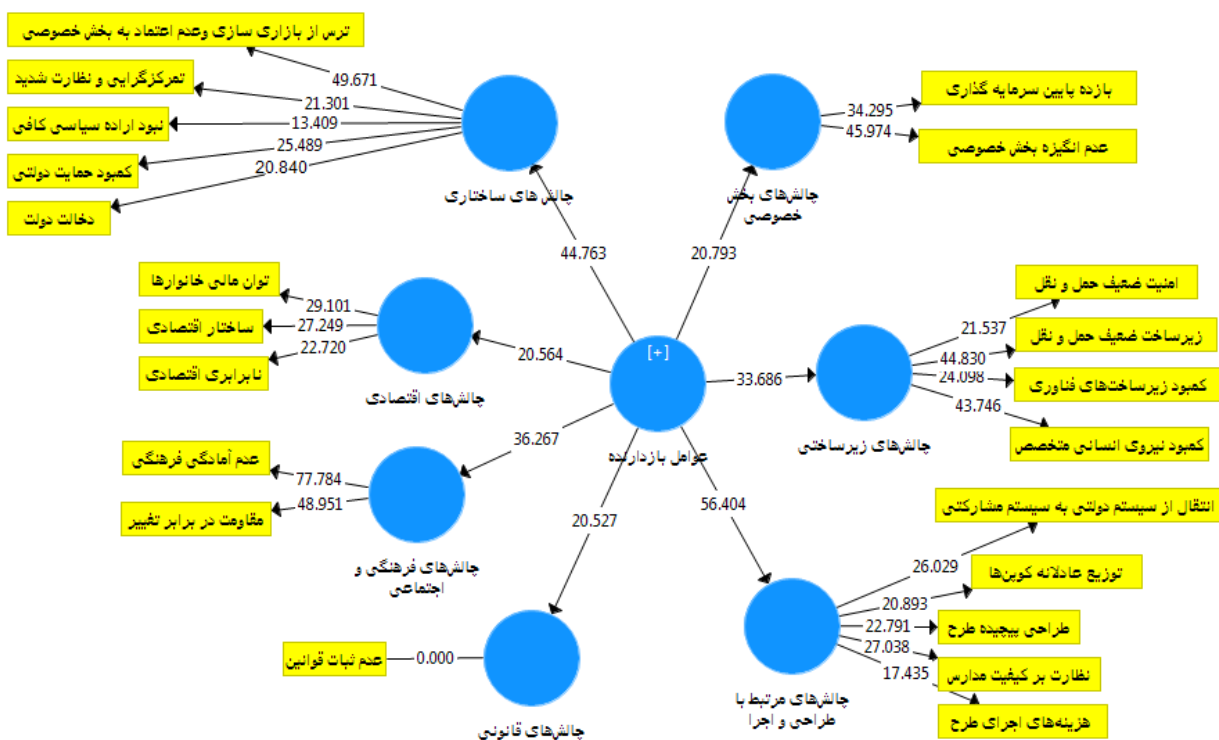 ترس از بازاری سازی وعدم اعتماد به بخش خصوصی
تمرکزگرایی و نظارت شدید
نبود اراده سیاسی کافی
کمبود حمایت دولتی
دخالت دولت
49.671
21.301
13.409
25.489
20.840
چالش‌های ساختاری
44.763
بازده پایین سرمایه گذاری
عدم انگیزه بخش خصوصی
34.295
45.974
چالش‌های بخش
خصوصی
20.793
توان مالی خانوارها
ساختار اقتصادی
نابرابری اقتصادی
29.101
27.249
22.720
چالش‌های اقتصادی
20.564
[+]
عوامل بازدارنده
33.686
امنیت ضعیف حمل و نقل
زیرساخت ضعیف حمل و نقل
کمبود زیرساخت‌های فناوری
کمبود نیروی انسانی متخصص
21.537
44.830
24.098
43.746
چالش‌های زیرساختی
عدم آمادگی فرهنگی
مقاومت در برابر تغییر
77.784
48.951
چالش‌های فرهنگی و
اجتماعی
36.267
20.527
56.404
عدم ثبات قوانین
0.000
چالش‌های قانونی
انتقال از سیستم دولتی به سیستم مشارکتی
توزیع عادلانه کوپن‌ها
طراحی پیچیده طرح
نظارت بر کیفیت مدارس
هزینه‌های اجرای طرح
26.029
20.893
22.791
27.038
17.435
چالش‌های مرتبط با
طراحی و اجرا